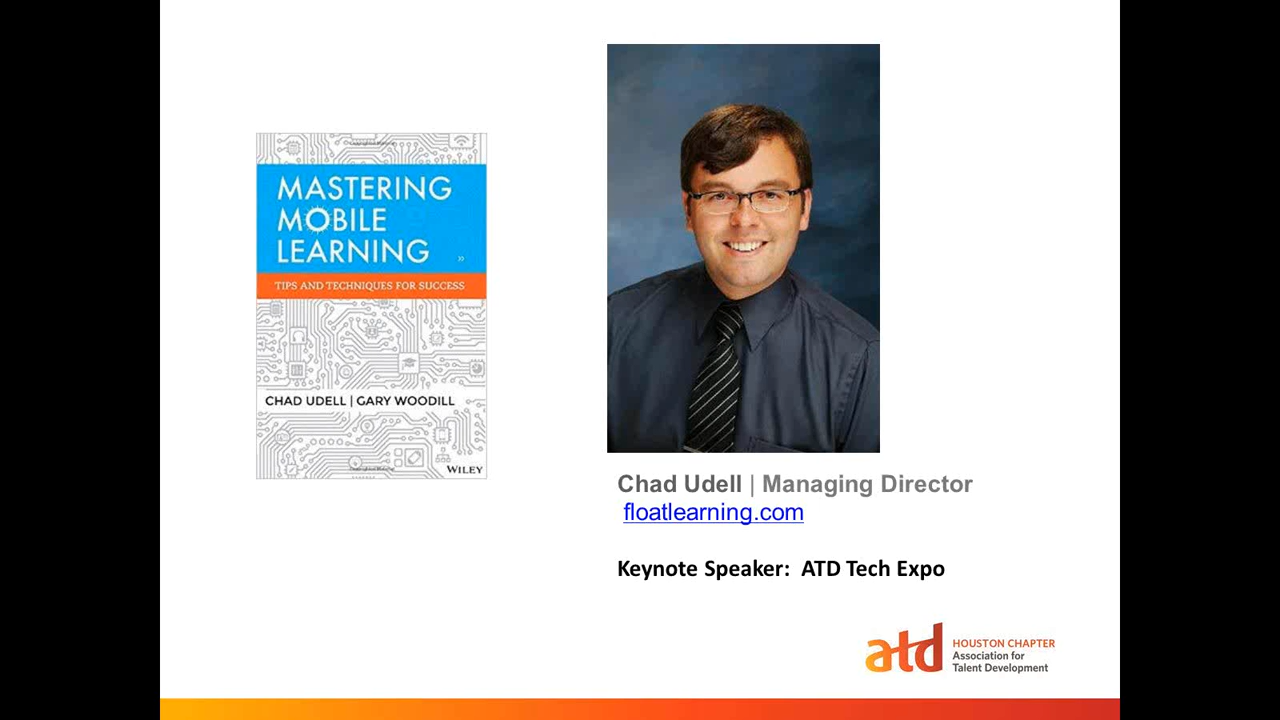 MASTERING
MOBILE
LEARNING
TIPS AND TECHNIQUES FOR SUCCESS
CHAD UDELL | GARY WOODILL
WILEY
Chad Udell | Managing Director
floatlearning.com
Keynote Speaker: ATD Tech Expo
atd
HOUSTON CHAPTER
Association for
Talent Development